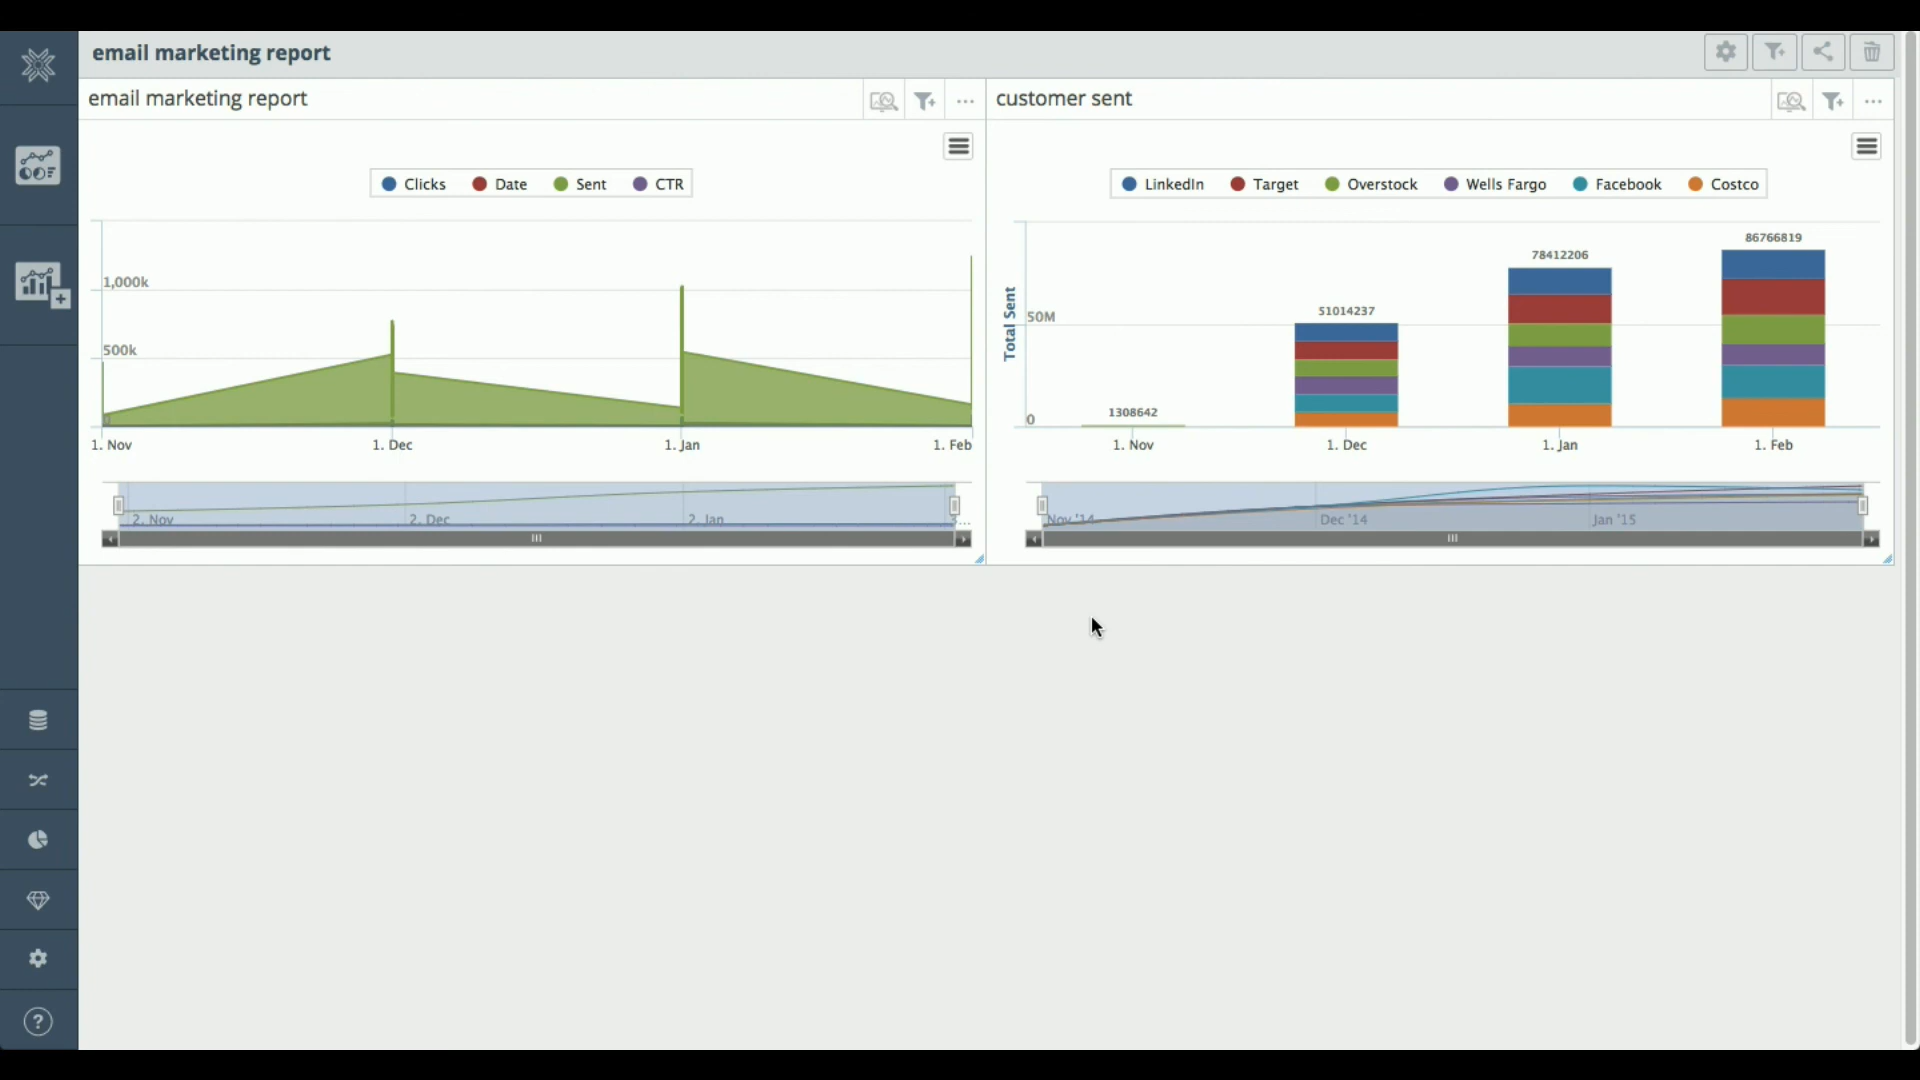 email marketing report
email marketing report
...
customer sent
...
Clicks Date Sent CTR
1,000k
500k
0
1. Nov 1. Dec 1. Jan 1. Feb
2. Nov 2. Dec 2. Jan 3...
LinkedIn Target Overstock Wells Fargo Facebook Costco
Total Sent
50M
0
1308642
51014237
78412206
86766819
1. Nov 1. Dec 1. Jan 1. Feb
Nov '14 Dec '14 Jan '15
?